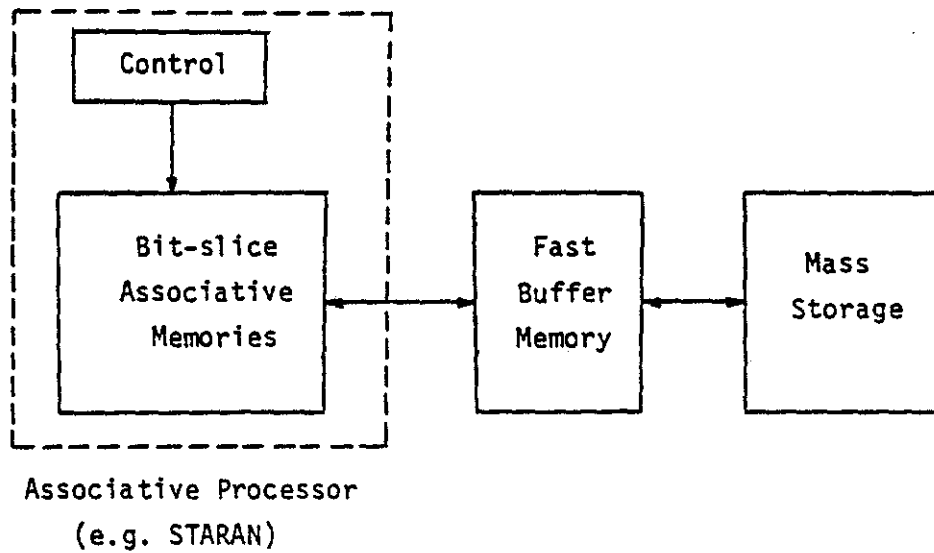 Control
Bit-slice
Associative
Memories
Fast
Buffer
Memory
Mass
Storage
Associative Processor
(e.g. STARAN)